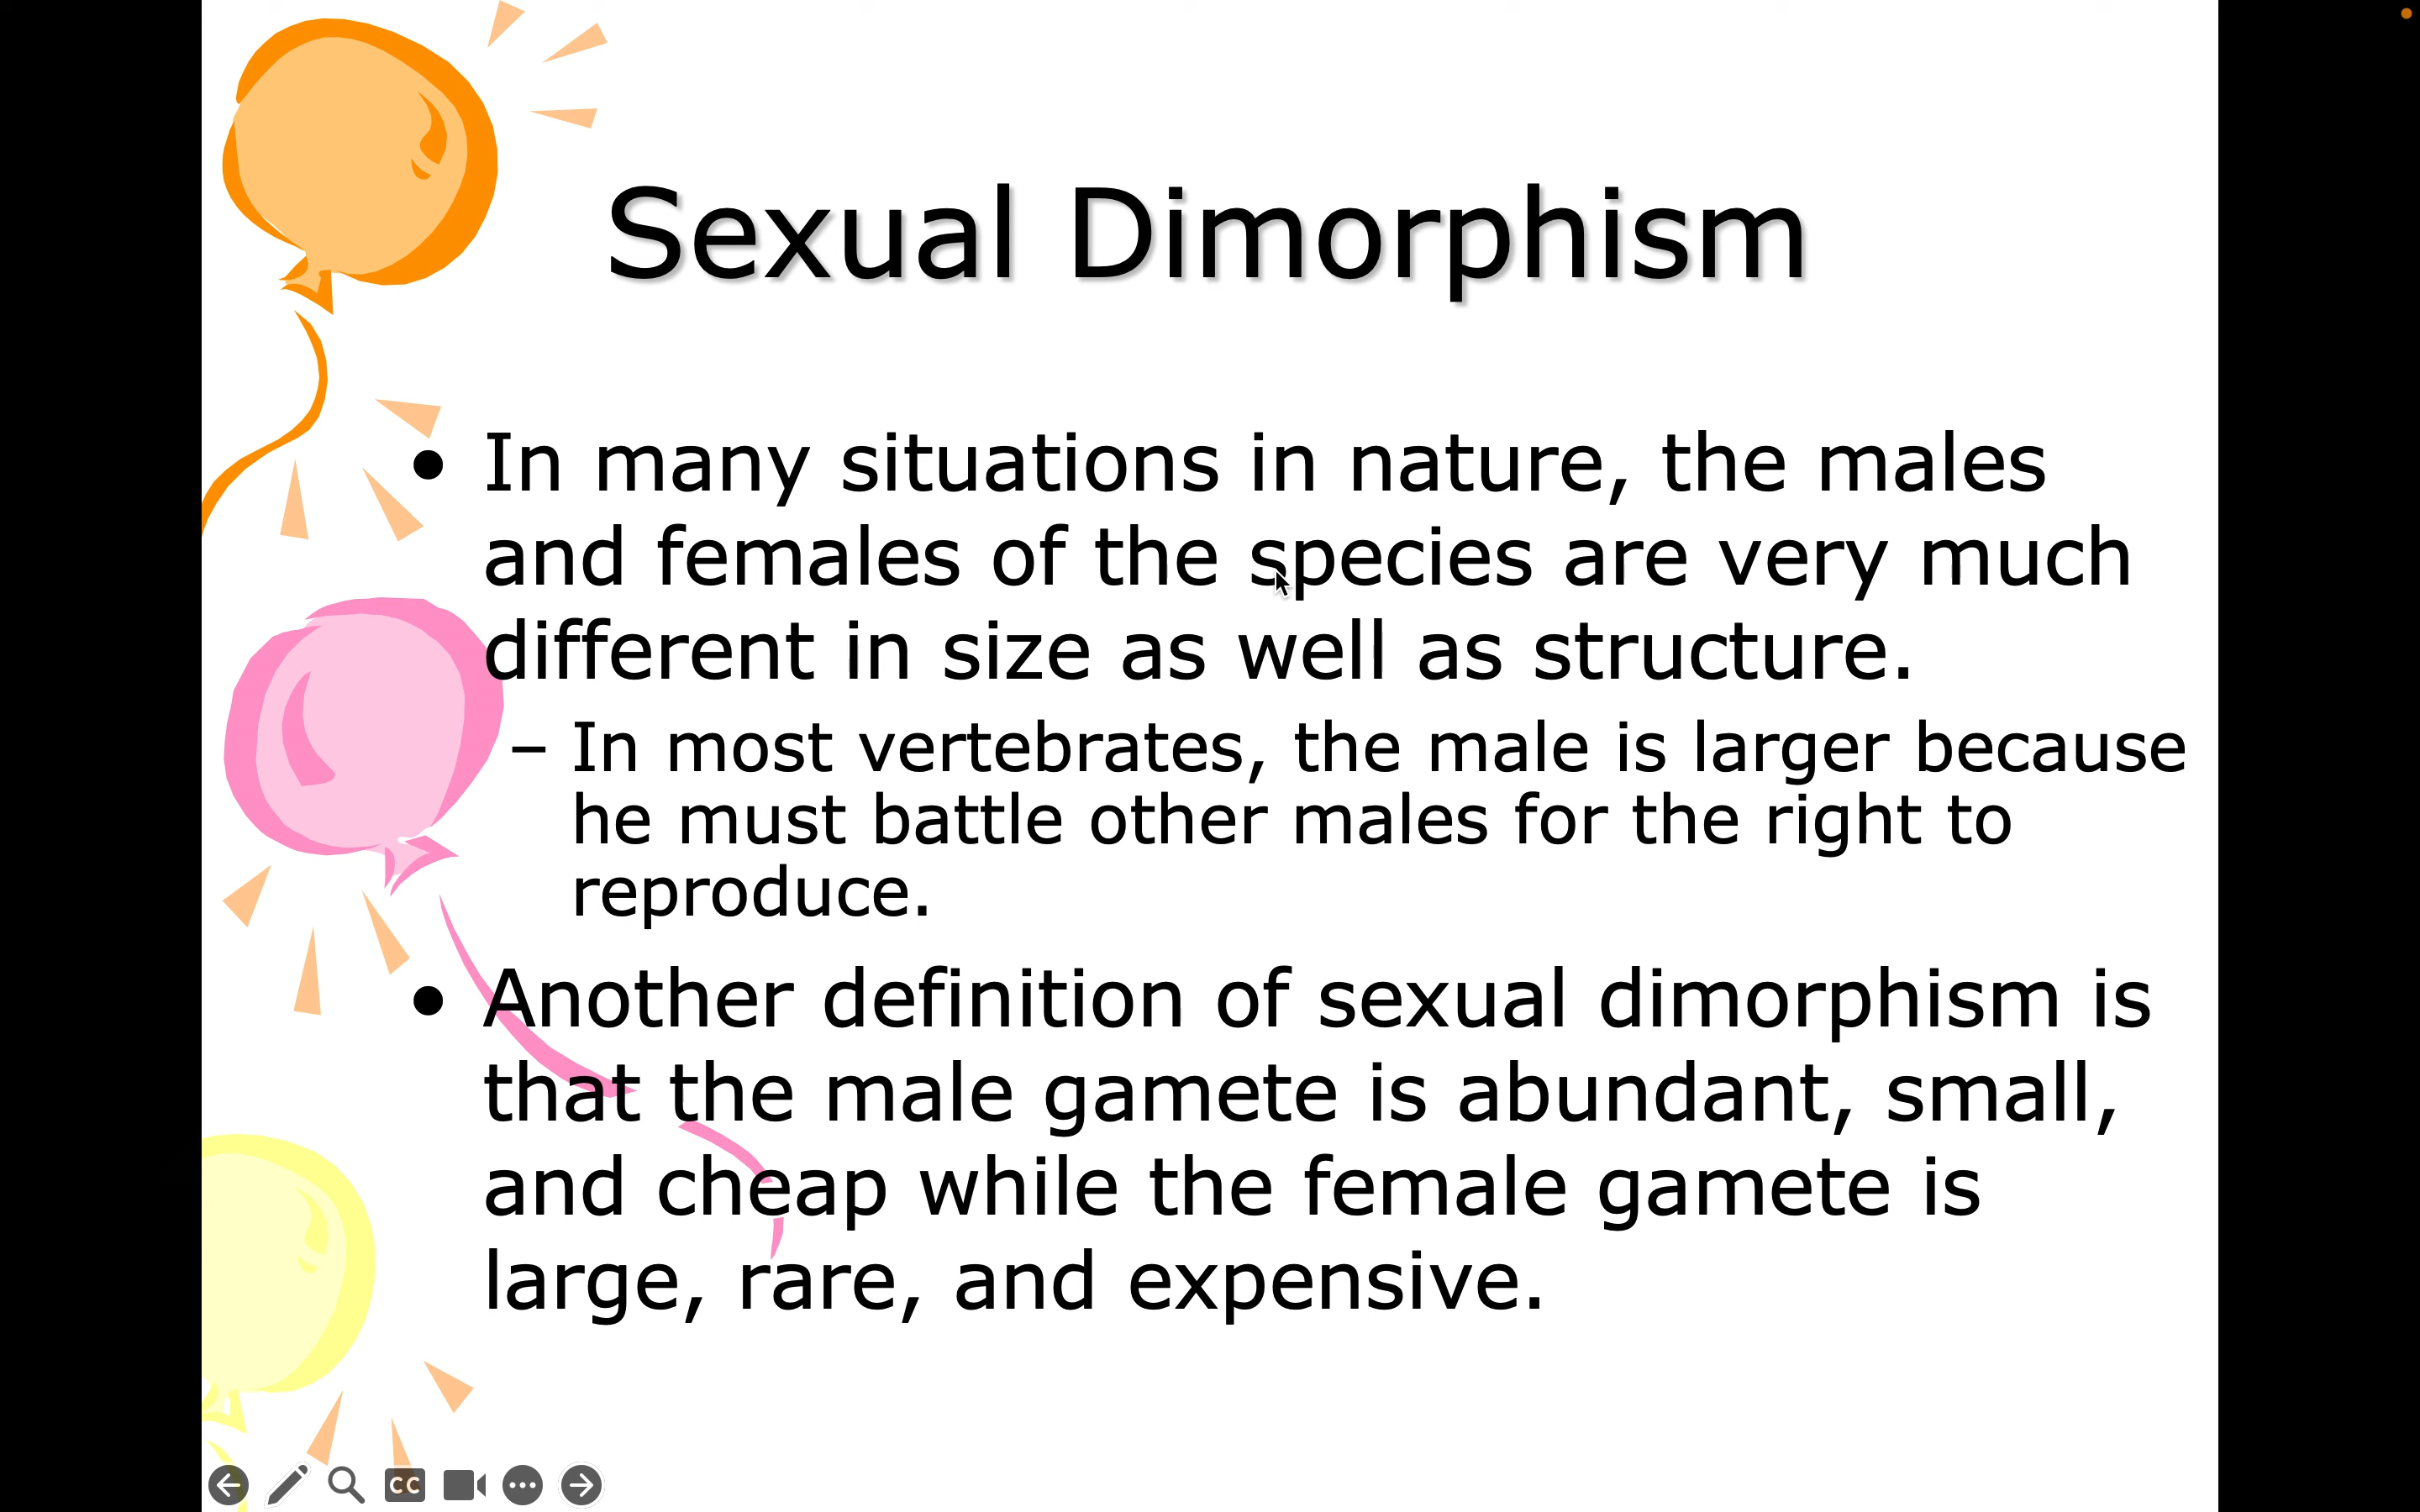 Sexual Dimorphism
• In many situations in nature, the males
and females of the species are very much
different in size as well as structure.
– In most vertebrates, the male is larger because
he must battle other males for the right to
reproduce.
• Another definition of sexual dimorphism is
that the male gamete is abundant, small,
and cheap while the female gamete is
large, rare, and expensive.
CC